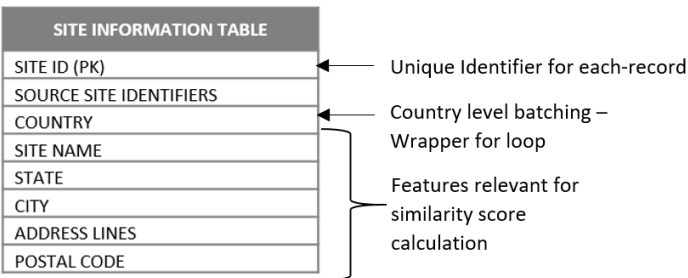 SITE INFORMATION TABLE
SITE ID (PK)
SOURCE SITE IDENTIFIERS
COUNTRY
SITE NAME
STATE
CITY
ADDRESS LINES
POSTAL CODE
Unique Identifier for each-record
Country level batching –
Wrapper for loop
Features relevant for
similarity score
calculation